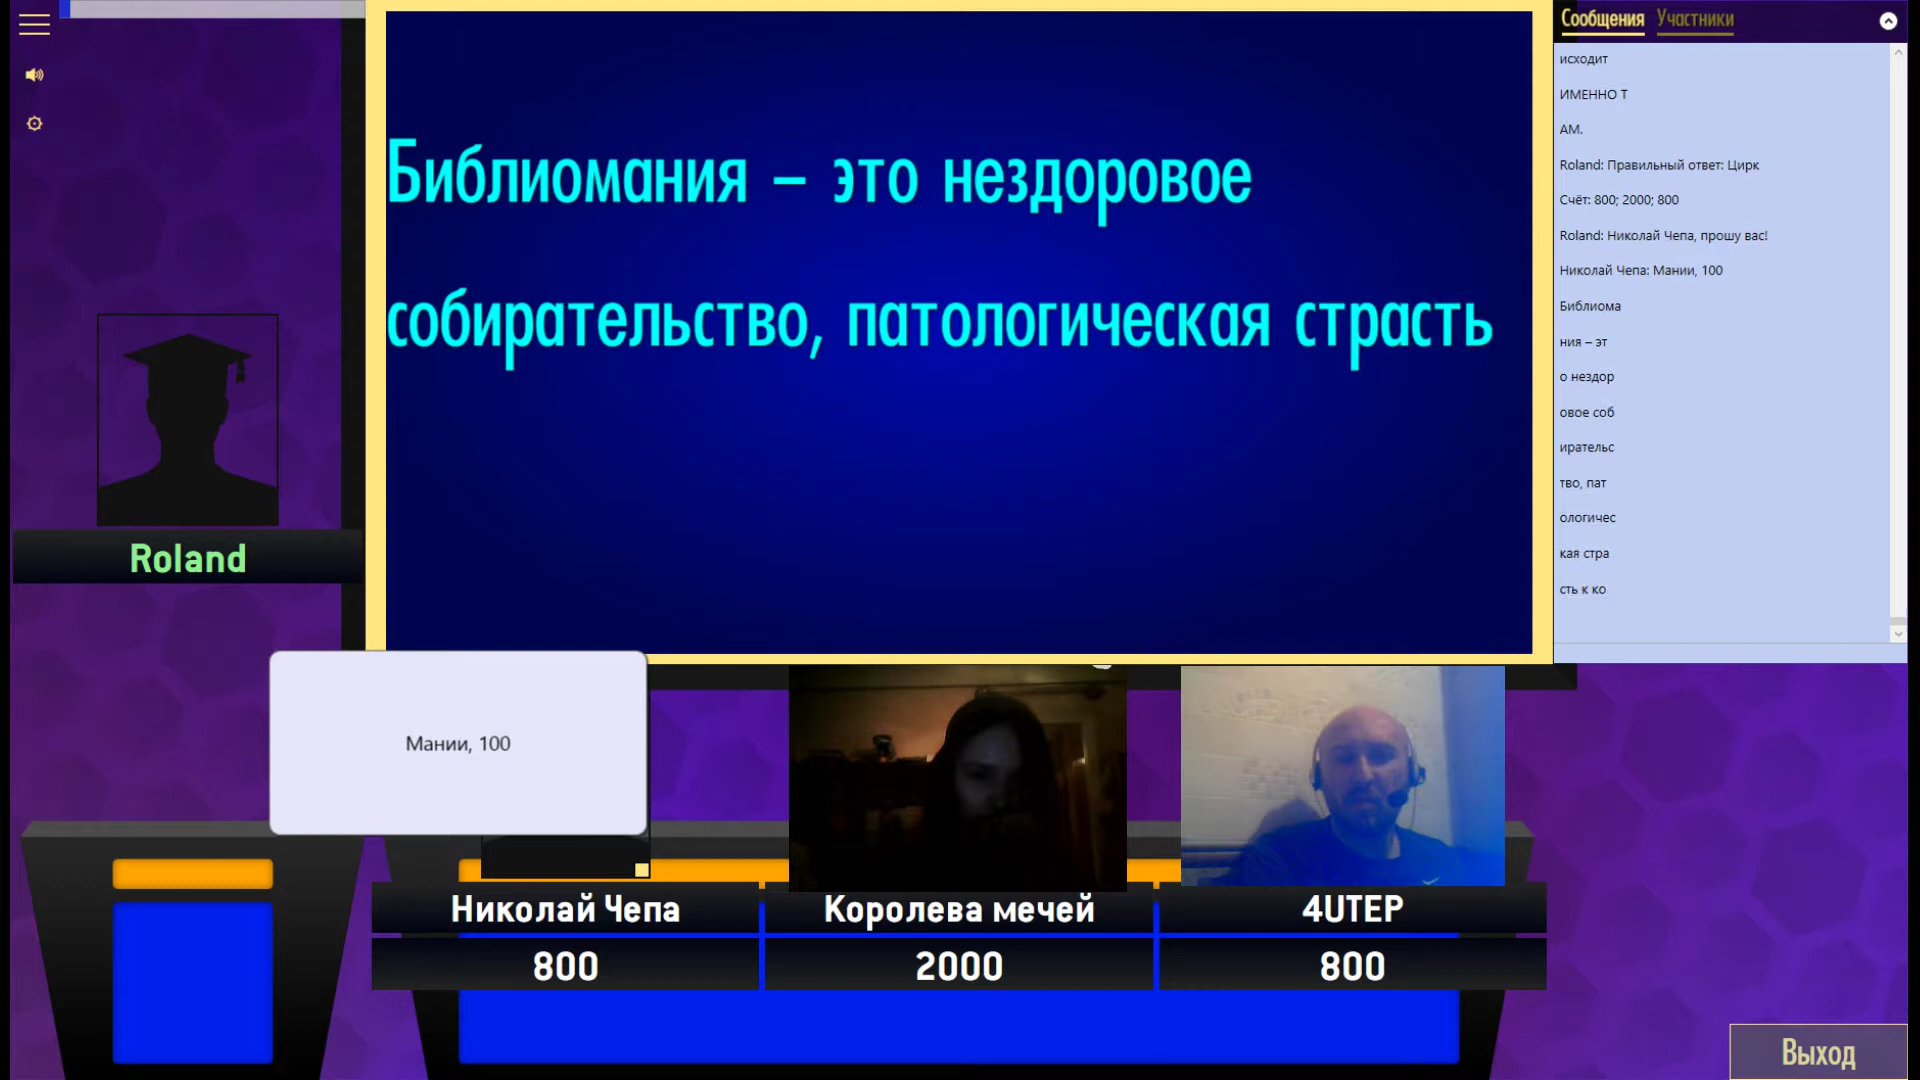 Библиомания – это нездоровое
собирательство, патологическая страсть
Сообщения Участники
исходит
ИМЕННО Т
АМ.
Roland: Правильный ответ: Цирк
Счёт: 800; 2000; 800
Roland: Николай Чепа, прошу вас!
Николай Чепа: Мании, 100
Библиома
ния – эт
о нездор
овое соб
ирательс
тво, пат
ологичес
кая стра
сть к ко
Roland
Мании, 100
Николай Чепа
800
Королева мечей
2000
4UTEP
800
Выход